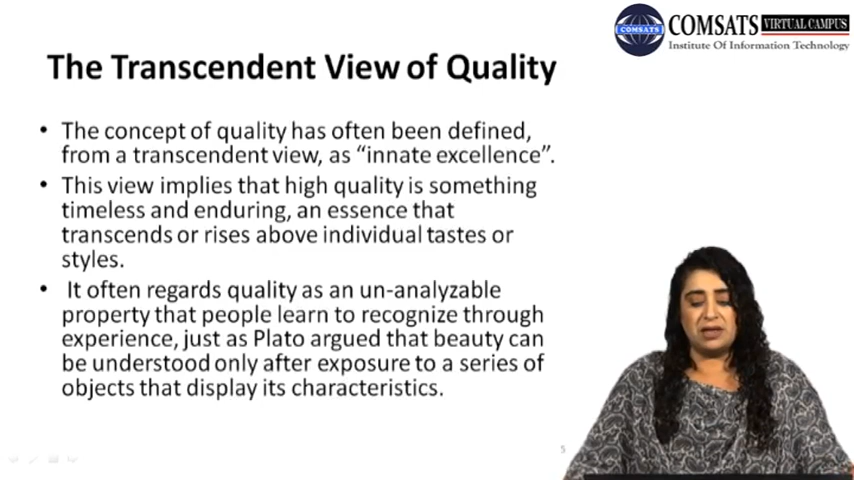 COMSATS VIRTUAL CAMPUS
Institute Of Information Technology
COMSATS
The Transcendent View of Quality
• The concept of quality has often been defined,
from a transcendent view, as “innate excellence”.
• This view implies that high quality is something
timeless and enduring, an essence that
transcends or rises above individual tastes or
styles.
• It often regards quality as an un-analyzable
property that people learn to recognize through
experience, just as Plato argued that beauty can
be understood only after exposure to a series of
objects that display its characteristics.
5